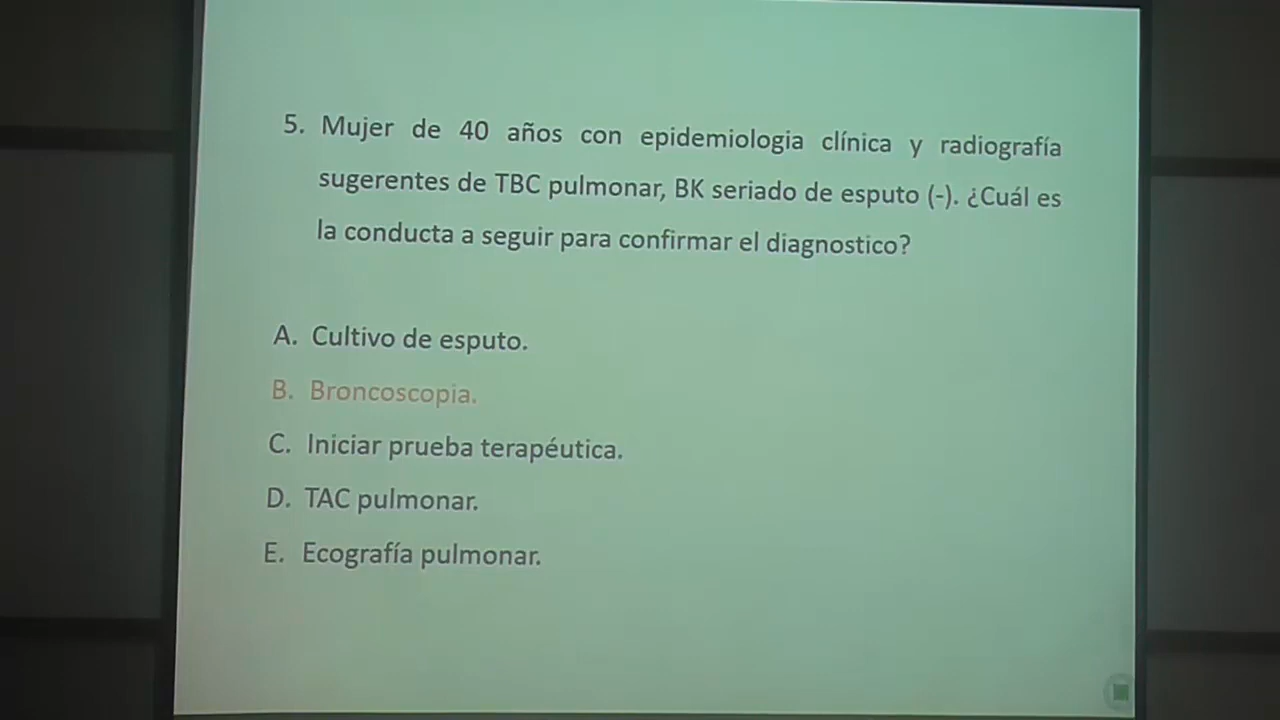 5. Mujer de 40 años con epidemiologia clínica y radiografía
sugerentes de TBC pulmonar, BK seriado de esputo (-). ¿Cuál es
la conducta a seguir para confirmar el diagnostico?
A. Cultivo de esputo.
B. Broncoscopia.
C. Iniciar prueba terapéutica.
D. TAC pulmonar.
E. Ecografía pulmonar.